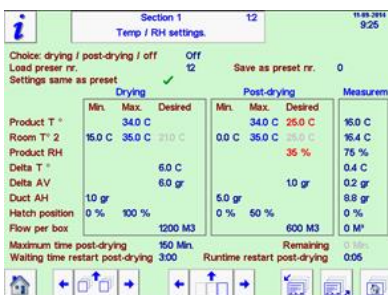 i Section 1 12 11-09-2014
Temp / RH settings. 9:25
Choice: drying / post-drying / off Off
Load preser nr. 12 Save as preset nr. 0
Settings same as preset ✓
Drying Post-drying Measurem
Min. Max. Desired Min. Max. Desired
Product T ° 34.0 C 34.0 C 25.0 C 16.0 C
Room T° 2 15.0 C 35.0 C 21.0 C 0.0 C 35.0 C 25.0 C 16.4 C
Product RH 35 % 75 %
Delta T ° 6.0 C 0.4 C
Delta AV 6.0 gr 1.0 gr 0.2 gr
Duct AH 1.0 gr 5.0 gr 8.8 gr
Hatch position 0 % 100 % 0 % 50 % 0 %
Flow per box 1200 M3 600 M3 0 M³
Maximum time post-drying 150 Min. Remaining 0 Min.
Waiting time restart post-drying 3:00 Runtime restart post-drying 0:05